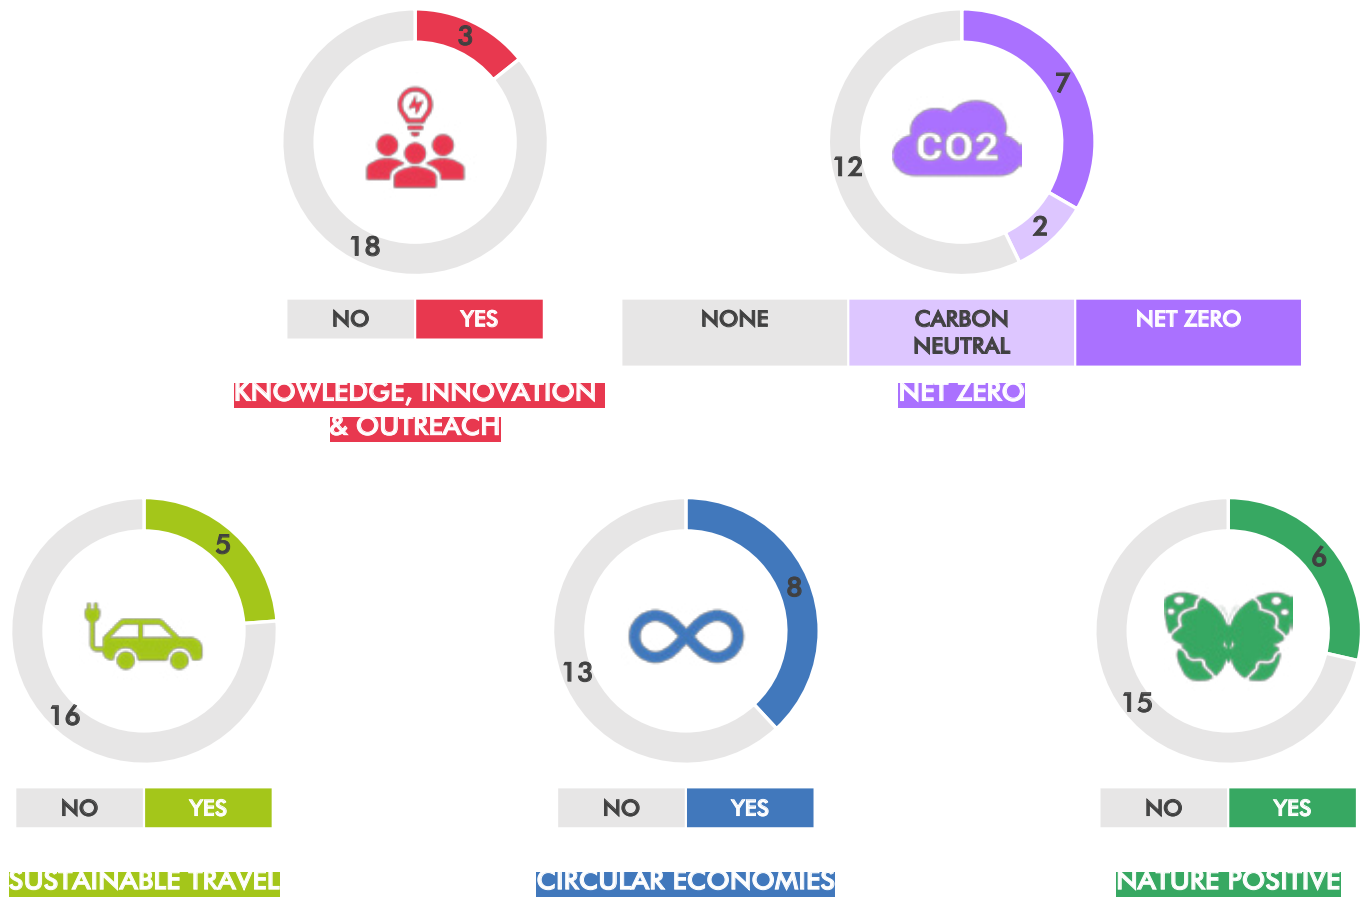 3
7
CO2
12
2
18
NO YES
NONE CARBON NET ZERO
NEUTRAL
KNOWLEDGE, INNOVATION
& OUTREACH
NET ZERO
5
8
6
13
15
16
NO YES
NO YES
NO YES
SUSTAINABLE TRAVEL
CIRCULAR ECONOMIES
NATURE POSITIVE